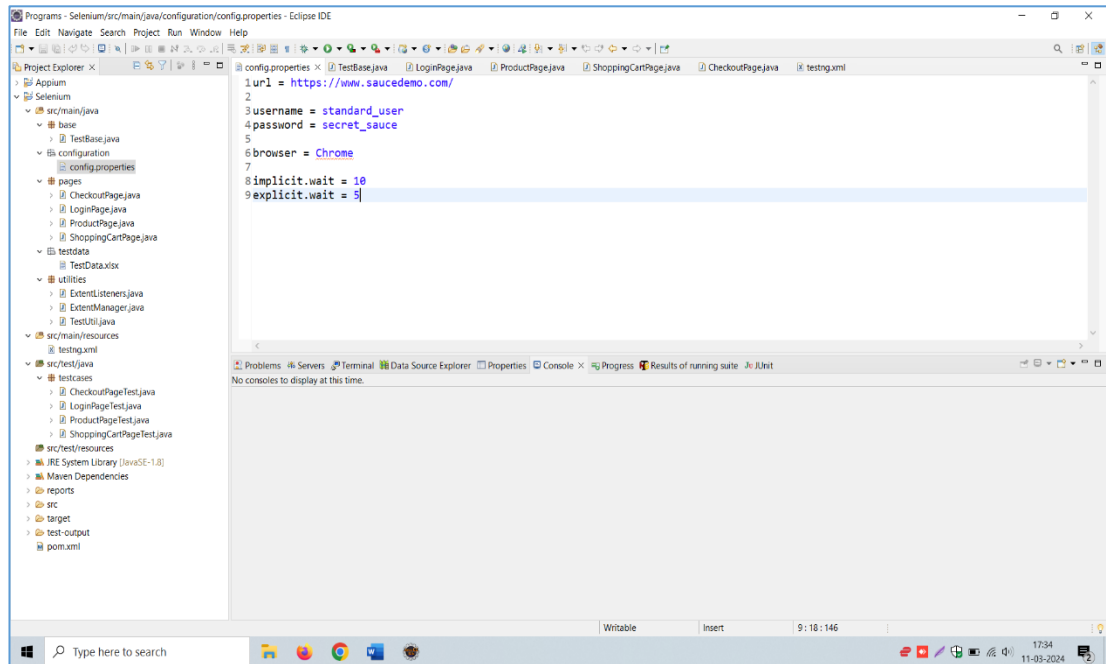 Programs - Selenium/src/main/java/configuration/config.properties - Eclipse IDE
File Edit Navigate Search Project Run Window Help
Project Explorer
config.properties TestBase.java LoginPage.java ProductPage.java ShoppingCartPage.java CheckoutPage.java testng.xml
Appium
Selenium
src/main/java
base
TestBase.java
configuration
config.properties
pages
CheckoutPage.java
LoginPage.java
ProductPage.java
ShoppingCartPage.java
testdata
TestData.xlsx
utilities
ExtentListeners.java
ExtentManager.java
TestUtil.java
src/main/resources
testng.xml
src/test/java
testcases
CheckoutPageTest.java
LoginPageTest.java
ProductPageTest.java
ShoppingCartPageTest.java
src/test/resources
JRE System Library [JavaSE-1.8]
Maven Dependencies
reports
src
target
test-output
pom.xml
1 url = https://www.saucedemo.com/
2
3 username = standard_user
4 password = secret_sauce
5
6 browser = Chrome
7
8 implicit.wait = 10
9 explicit.wait = 5
Problems Servers Terminal Data Source Explorer Properties Console Progress Results of running suite JUnit
No consoles to display at this time.
Writable Insert 9 : 18 : 146
Type here to search
17:34
11-03-2024
2